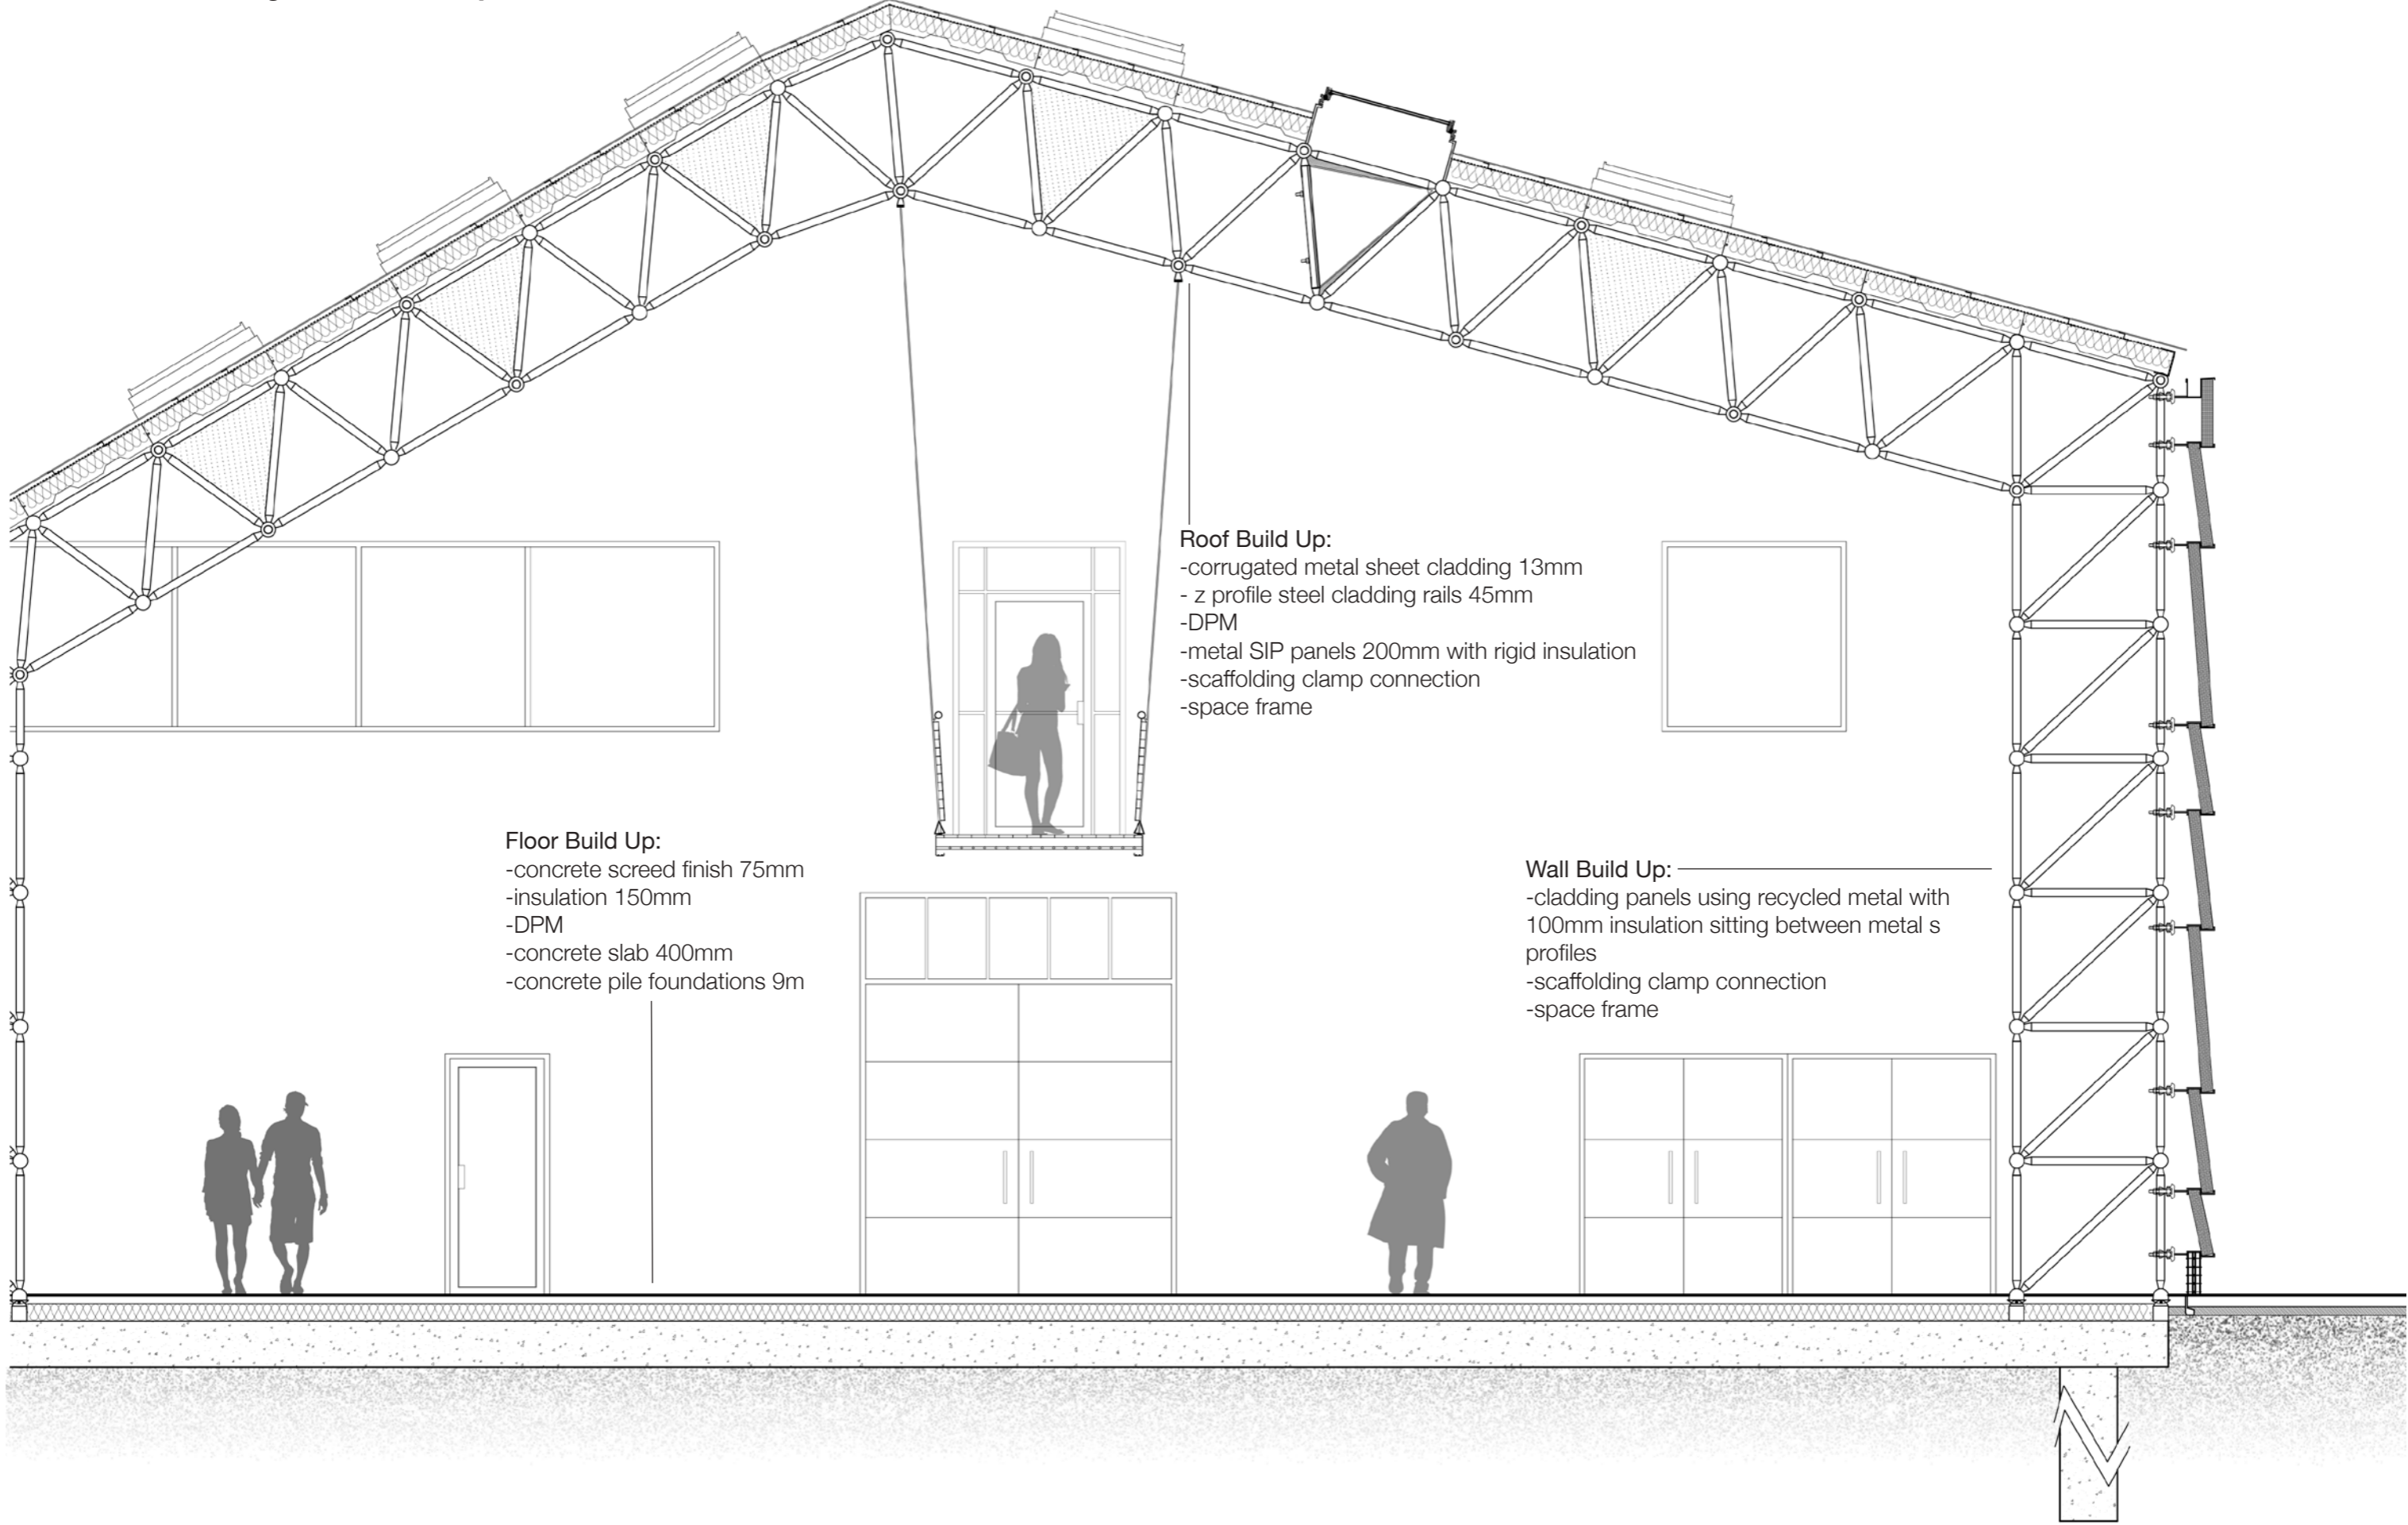 Roof Build Up:
-corrugated metal sheet cladding 13mm
- z profile steel cladding rails 45mm
-DPM
-metal SIP panels 200mm with rigid insulation
-scaffolding clamp connection
-space frame
Floor Build Up:
-concrete screed finish 75mm
-insulation 150mm
-DPM
-concrete slab 400mm
-concrete pile foundations 9m
Wall Build Up:
-cladding panels using recycled metal with
100mm insulation sitting between metal s
profiles
-scaffolding clamp connection
-space frame